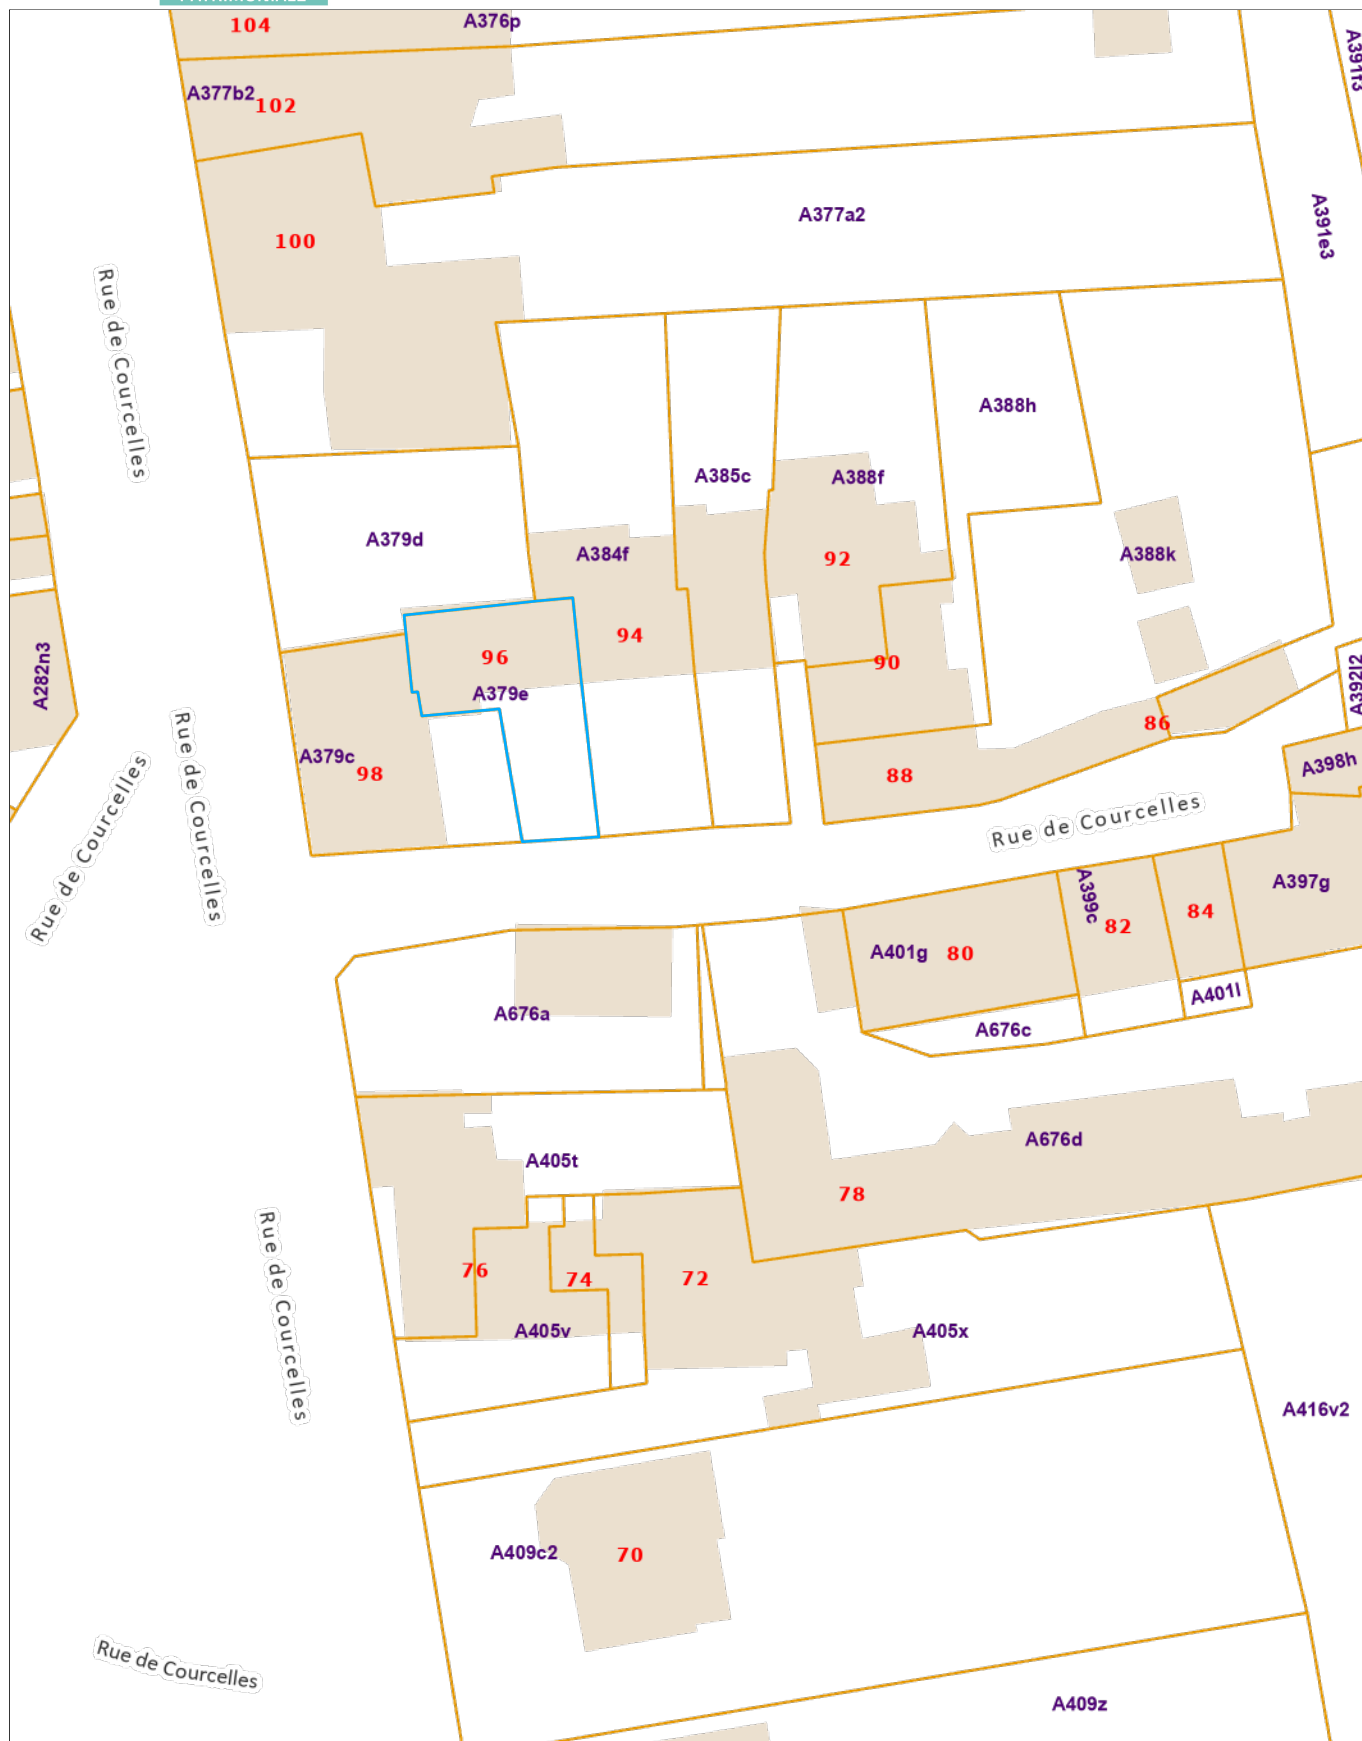 104
A376p
A377b2
102
A391f3
A377a2
A391e3
100
Rue de Courcelles
A388h
A385c
A388f
A379d
A384f
92
A388k
94
96
90
A379e
A282n3
A392l2
86
A379c
98
88
A398h
Rue de Courcelles
Rue de Courcelles
Rue de Courcelles
A397g
A399c
84
82
A401g
80
A401l
A676a
A676c
A676d
A405t
78
76
74
72
Rue de Courcelles
A405v
A405x
A416v2
A409c2
70
Rue de Courcelles
A409z